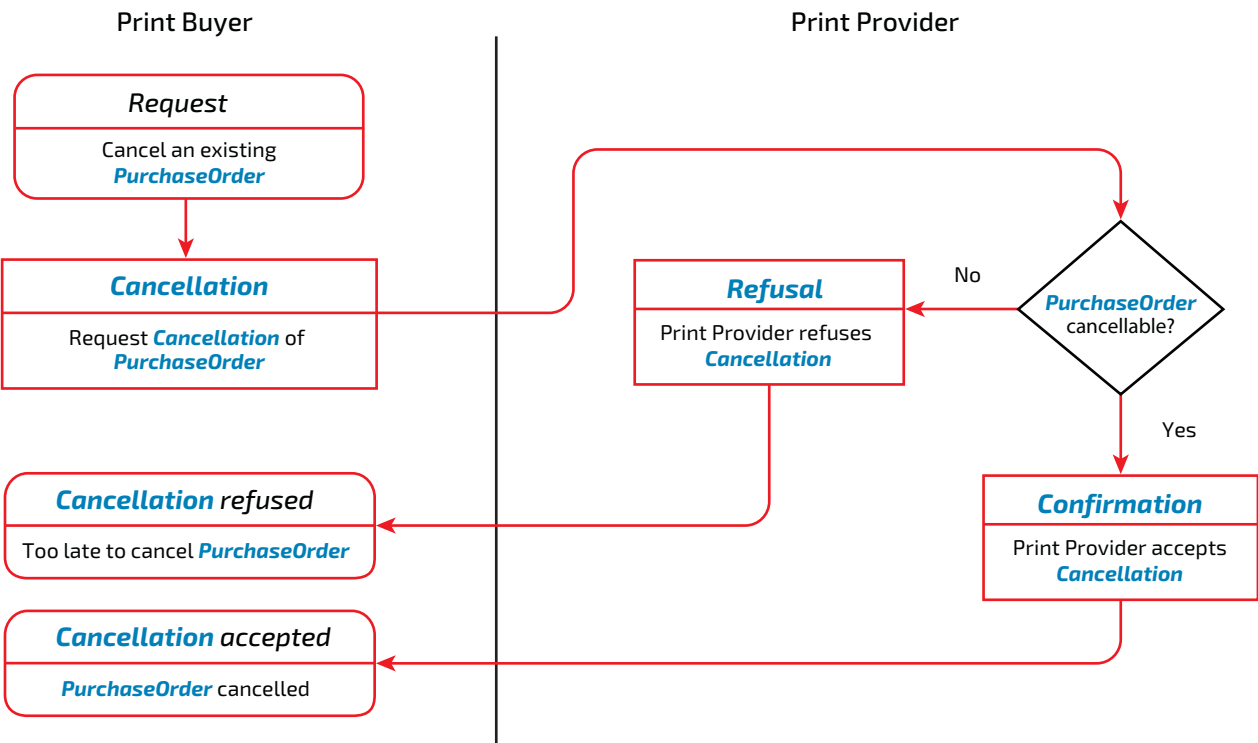 Print Buyer
Print Provider
Request
Cancel an existing
PurchaseOrder
Cancellation
Request Cancellation of
PurchaseOrder
Refusal
Print Provider refuses
Cancellation
No
PurchaseOrder
cancellable?
Yes
Confirmation
Print Provider accepts
Cancellation
Cancellation refused
Too late to cancel PurchaseOrder
Cancellation accepted
PurchaseOrder cancelled